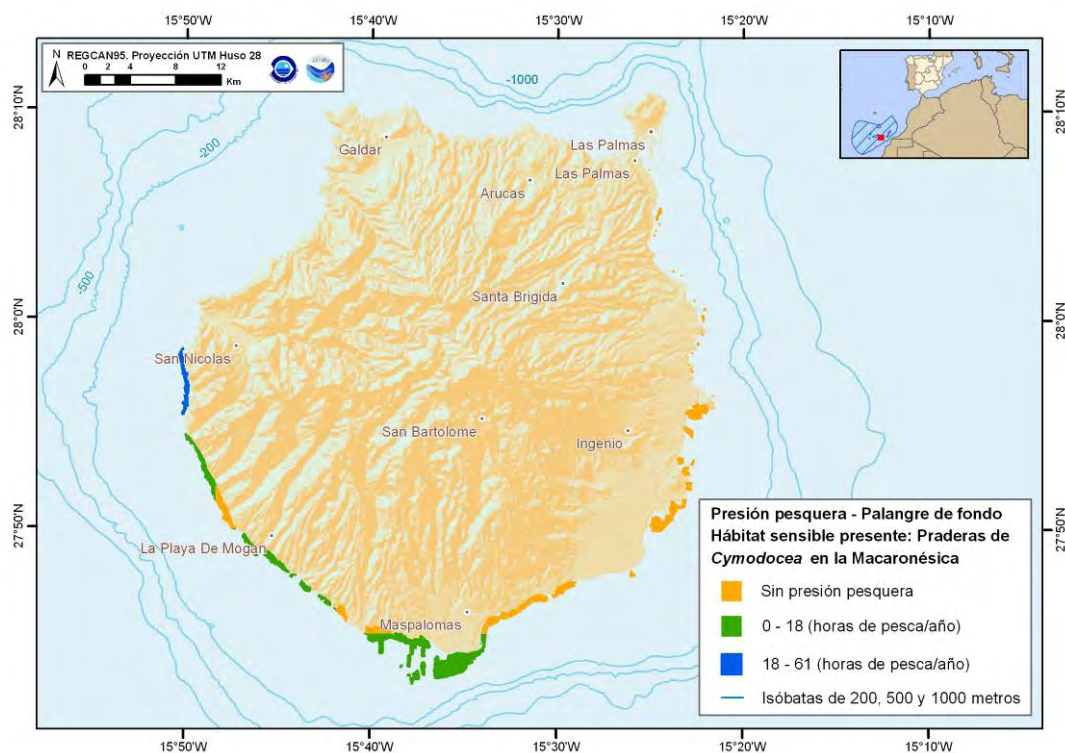 15°50'O 15°40'O 15°30'O 15°20'O 15°10'O
N REGCAN95. Proyección UTM Huso 28
0 2 4 8 12
Km
-1000
28°10'N 28°10'N
-200
Galdar
Las Palmas
Las Palmas
Arucas
-500
Santa Brigida
28°0'N 28°0'N
San Nicolas
San Bartolome
Ingenio
27°50'N 27°50'N
La Playa De Mogan
Maspalomas
Presión pesquera - Palangre de fondo
Hábitat sensible presente: Praderas de
Cymodocea en la Macaronésica
Sin presión pesquera
0 - 18 (horas de pesca/año)
18 - 61 (horas de pesca/año)
Isóbatas de 200, 500 y 1000 metros
15°50'O 15°40'O 15°30'O 15°20'O 15°10'O